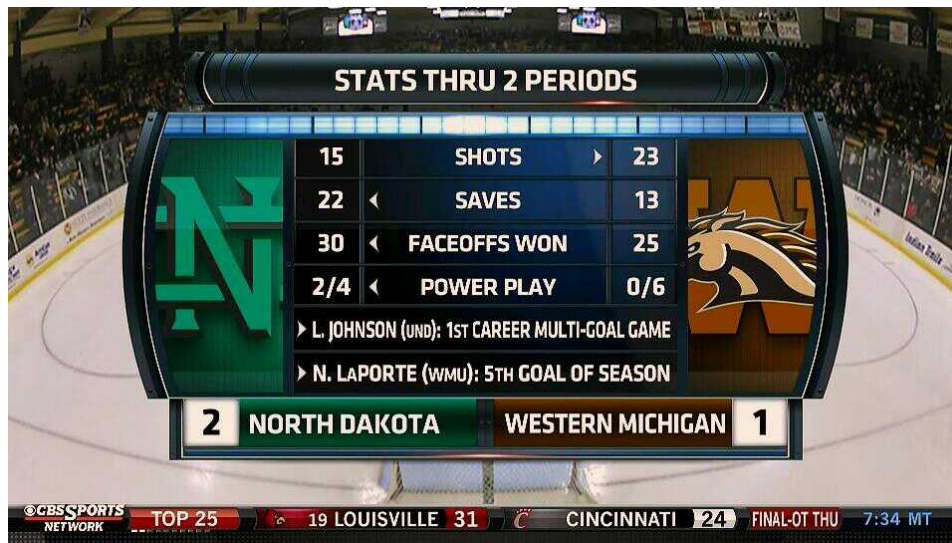 STATS THRU 2 PERIODS
15 SHOTS 23
22 SAVES 13
30 FACEOFFS WON 25
2/4 POWER PLAY 0/6
L. JOHNSON (UND): 1ST CAREER MULTI-GOAL GAME
N. LAPORTE (WMU): 5TH GOAL OF SEASON
2 NORTH DAKOTA WESTERN MICHIGAN 1
CBS SPORTS NETWORK TOP 25 19 LOUISVILLE 31 CINCINNATI 24 FINAL-OT THU 7:34 MT